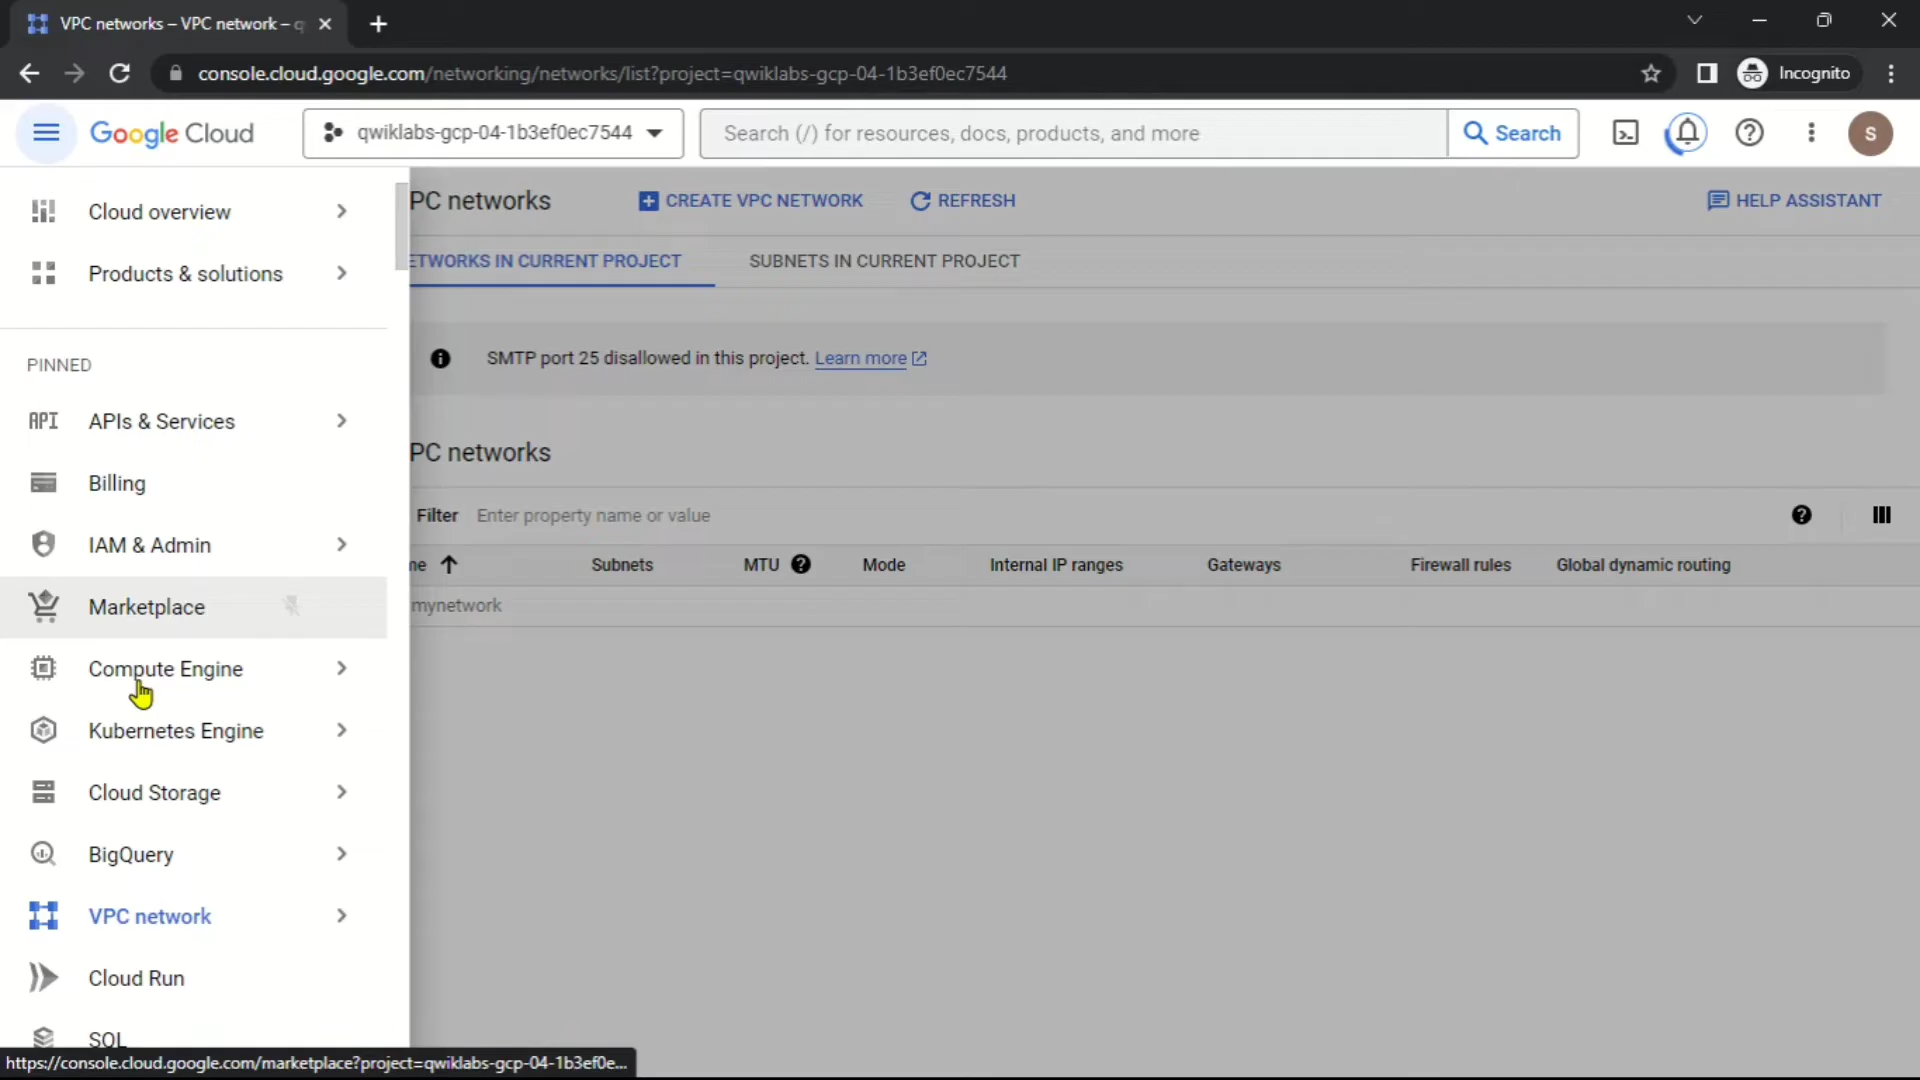 VPC networks – VPC network – q
console.cloud.google.com/networking/networks/list?project=qwiklabs-gcp-04-1b3ef0ec7544
Incognito
Google Cloud
qwiklabs-gcp-04-1b3ef0ec7544
Search (/) for resources, docs, products, and more
Search
S
Cloud overview
Products & solutions
PINNED
API APIs & Services
Billing
IAM & Admin
Marketplace
Compute Engine
Kubernetes Engine
Cloud Storage
BigQuery
VPC network
Cloud Run
SQL
PC networks
CREATE VPC NETWORK
REFRESH
HELP ASSISTANT
ETWORKS IN CURRENT PROJECT
SUBNETS IN CURRENT PROJECT
SMTP port 25 disallowed in this project. Learn more
PC networks
Filter Enter property name or value
me Subnets MTU Mode Internal IP ranges Gateways Firewall rules Global dynamic routing
mynetwork
https://console.cloud.google.com/marketplace?project=qwiklabs-gcp-04-1b3ef0e...